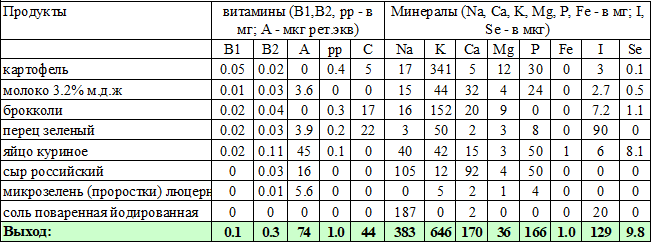 Продукты витамины (B1,B2, pp - в Минералы (Na, Ca, K, Mg, P, Fe - в мг; I,
мг; А - мкг рет.экв) Se - в мкг)
B1 B2 A pp C Na K Ca Mg P Fe I Se
картофель 0.05 0.02 0 0.4 5 17 341 5 12 30 0 3 0.1
молоко 3.2% м.д.ж 0.01 0.03 3.6 0 0 15 44 32 4 24 0 2.7 0.5
брокколи 0.02 0.04 0 0.3 17 16 152 20 9 0 0 7.2 1.1
перец зеленый 0.02 0.03 3.9 0.2 22 3 50 2 3 8 0 90 0
яйцо куриное 0.02 0.11 45 0.1 0 40 42 15 3 50 1 6 8.1
сыр российский 0 0.03 16 0 0 105 12 92 4 50 0 0 0
микрозелень (проростки) люцерн 0 0.01 5.6 0 0 0 5 2 1 4 0 0 0
соль поваренная йодированная 0 0 0 0 0 187 0 2 0 0 0 20 0
Выход: 0.1 0.3 74 1.0 44 383 646 170 36 166 1.0 129 9.8